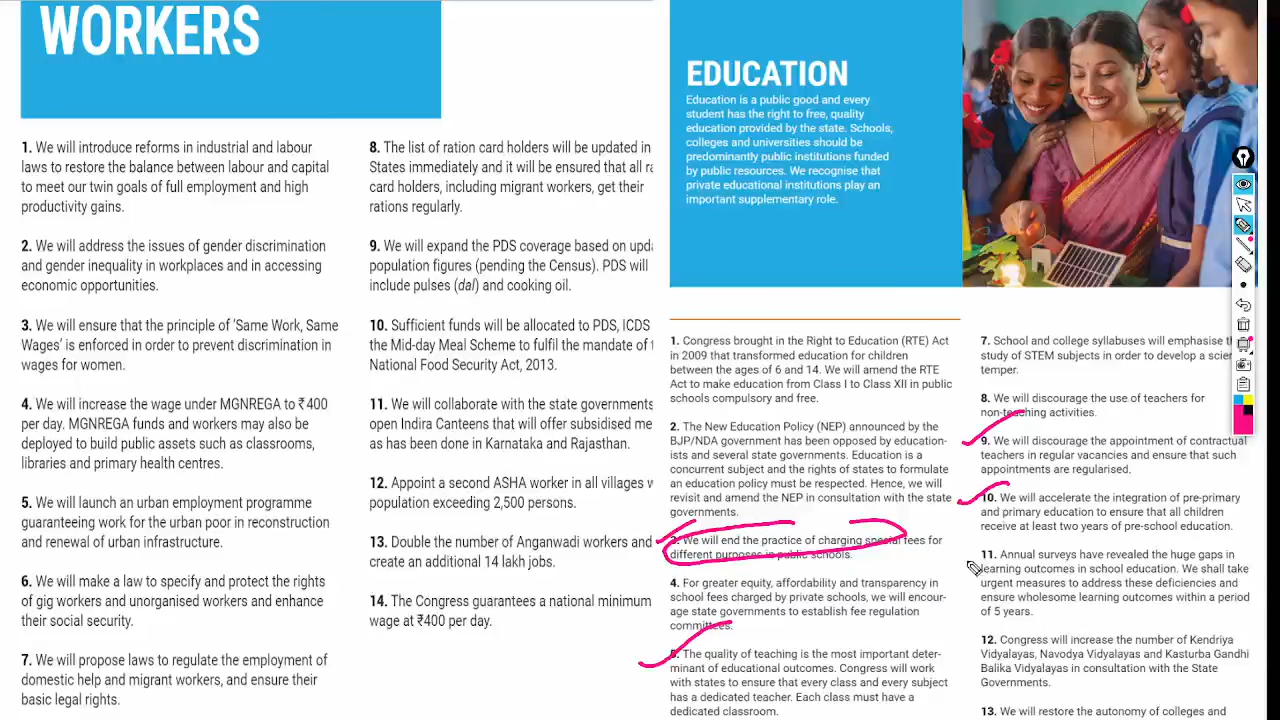 WORKERS
1. We will introduce reforms in industrial and labour
laws to restore the balance between labour and capital
to meet our twin goals of full employment and high
productivity gains.
2. We will address the issues of gender discrimination
and gender inequality in workplaces and in accessing
economic opportunities.
3. We will ensure that the principle of ‘Same Work, Same
Wages’ is enforced in order to prevent discrimination in
wages for women.
4. We will increase the wage under MGNREGA to ₹400
per day. MGNREGA funds and workers may also be
deployed to build public assets such as classrooms,
libraries and primary health centres.
5. We will launch an urban employment programme
guaranteeing work for the urban poor in reconstruction
and renewal of urban infrastructure.
6. We will make a law to specify and protect the rights
of gig workers and unorganised workers and enhance
their social security.
7. We will propose laws to regulate the employment of
domestic help and migrant workers, and ensure their
basic legal rights.
8. The list of ration card holders will be updated in
States immediately and it will be ensured that all
card holders, including migrant workers, get their
rations regularly.
9. We will expand the PDS coverage based on upda
population figures (pending the Census). PDS will
include pulses (dal) and cooking oil.
10. Sufficient funds will be allocated to PDS, ICDS
the Mid-day Meal Scheme to fulfil the mandate of
National Food Security Act, 2013.
11. We will collaborate with the state governments
open Indira Canteens that will offer subsidised me
as has been done in Karnataka and Rajasthan.
12. Appoint a second ASHA worker in all villages w
population exceeding 2,500 persons.
13. Double the number of Anganwadi workers and
create an additional 14 lakh jobs.
14. The Congress guarantees a national minimum
wage at ₹400 per day.
EDUCATION
Education is a public good and every
student has the right to free, quality
education provided by the state. Schools,
colleges and universities should be
predominantly public institutions funded
by public resources. We recognise that
private educational institutions play an
important supplementary role.
1. Congress brought in the Right to Education (RTE) Act
in 2009 that transformed education for children
between the ages of 6 and 14. We will amend the RTE
Act to make education from Class I to Class XII in public
schools compulsory and free.
2. The New Education Policy (NEP) announced by the
BJP/NDA government has been opposed by education-
ists and several state governments. Education is a
concurrent subject and the rights of states to formulate
an education policy must be respected. Hence, we will
revisit and amend the NEP in consultation with the state
governments.
3. We will end the practice of charging special fees for
different purposes in public schools.
4. For greater equity, affordability and transparency in
school fees charged by private schools, we will encour-
age state governments to establish fee regulation
committees.
5. The quality of teaching is the most important deter-
minant of educational outcomes. Congress will work
with states to ensure that every class and every subject
has a dedicated teacher. Each class must have a
dedicated classroom.
7. School and college syllabuses will emphasise
study of STEM subjects in order to develop a scien
temper.
8. We will discourage the use of teachers for
non-teaching activities.
9. We will discourage the appointment of contractual
teachers in regular vacancies and ensure that such
appointments are regularised.
10. We will accelerate the integration of pre-primary
and primary education to ensure that all children
receive at least two years of pre-school education.
11. Annual surveys have revealed the huge gaps in
learning outcomes in school education. We shall take
urgent measures to address these deficiencies and
ensure wholesome learning outcomes within a period
of 5 years.
12. Congress will increase the number of Kendriya
Vidyalayas, Navodya Vidyalayas and Kasturba Gandhi
Balika Vidyalayas in consultation with the State
Governments.
13. We will restore the autonomy of colleges and